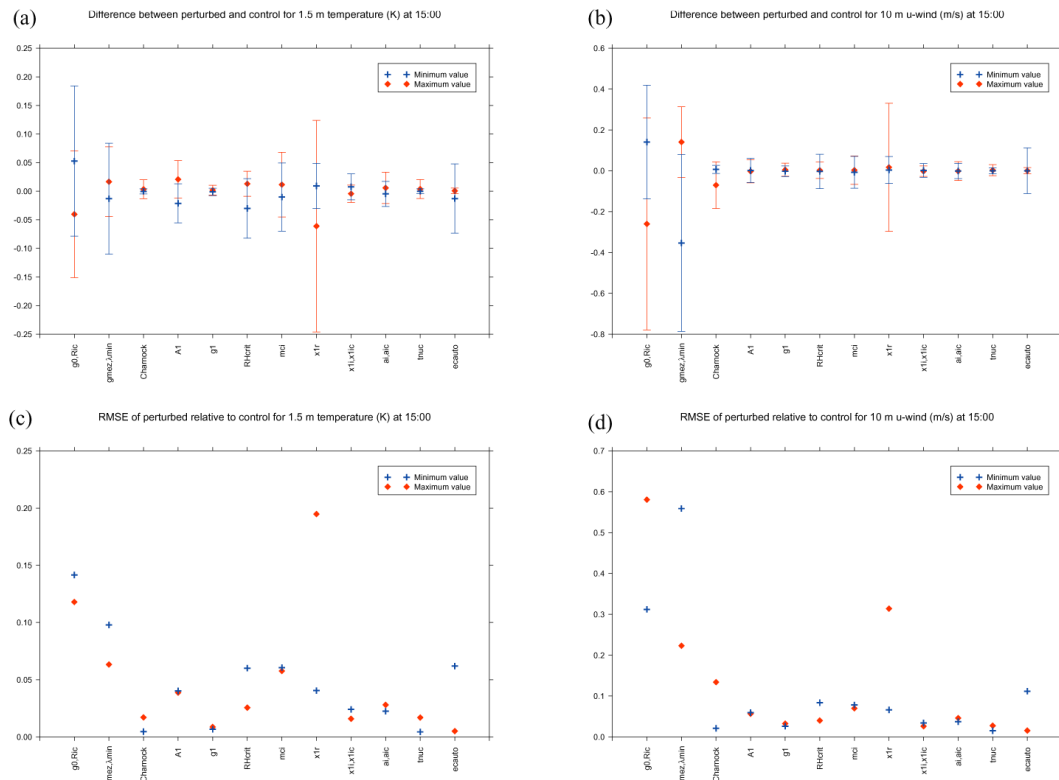 (a)
Difference between perturbed and control for 1.5 m temperature (K) at 15:00
0.25
0.20
0.15
0.10
0.05
0.00
-0.05
-0.10
-0.15
-0.20
-0.25
Minimum value
Maximum value
g0,Ric
gmez,λmin
Charnock
A1
g1
RHcrit
mci
x1r
x1i,x1ic
ai,aic
tnuc
ecauto
(b)
Difference between perturbed and control for 10 m u-wind (m/s) at 15:00
0.6
0.4
0.2
0.0
-0.2
-0.4
-0.6
-0.8
Minimum value
Maximum value
g0,Ric
gmez,λmin
Charnock
A1
g1
RHcrit
mci
x1r
x1i,x1ic
ai,aic
tnuc
ecauto
(c)
RMSE of perturbed relative to control for 1.5 m temperature (K) at 15:00
0.25
0.20
0.15
0.10
0.05
0.00
Minimum value
Maximum value
g0,Ric
mez,λmin
Charnock
A1
g1
RHcrit
mci
x1r
x1i,x1ic
ai,aic
tnuc
ecauto
(d)
RMSE of perturbed relative to control for 10 m u-wind (m/s) at 15:00
0.7
0.6
0.5
0.4
0.3
0.2
0.1
0.0
Minimum value
Maximum value
g0,Ric
mez,λmin
Charnock
A1
g1
RHcrit
mci
x1r
x1i,x1ic
ai,aic
tnuc
ecauto